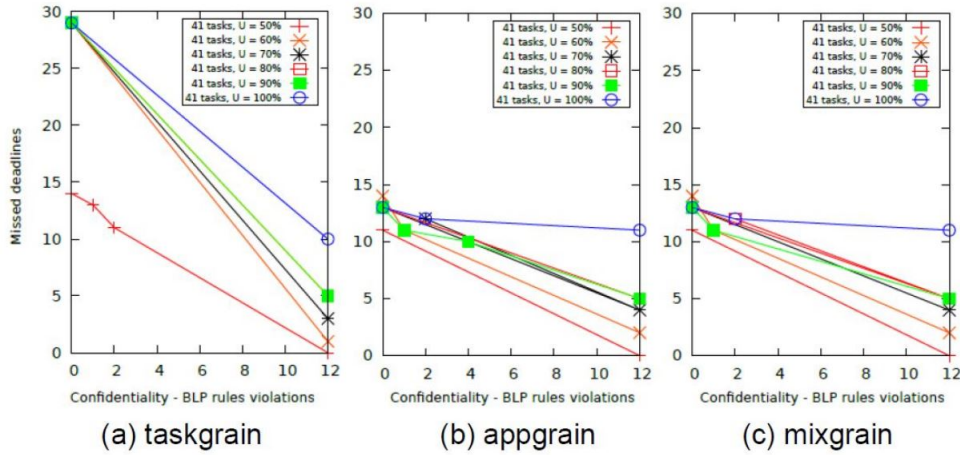 Missed deadlines
30
25
20
15
10
5
0
41 tasks, U = 50%
41 tasks, U = 60%
41 tasks, U = 70%
41 tasks, U = 80%
41 tasks, U = 90%
41 tasks, U = 100%
0 2 4 6 8 10 12
Confidentiality - BLP rules violations
(a) taskgrain
30
25
20
15
10
5
0
41 tasks, U = 50%
41 tasks, U = 60%
41 tasks, U = 70%
41 tasks, U = 80%
41 tasks, U = 90%
41 tasks, U = 100%
0 2 4 6 8 10 12
Confidentiality - BLP rules violations
(b) appgrain
30
25
20
15
10
5
0
41 tasks, U = 50%
41 tasks, U = 60%
41 tasks, U = 70%
41 tasks, U = 80%
41 tasks, U = 90%
41 tasks, U = 100%
0 2 4 6 8 10 12
Confidentiality - BLP rules violations
(c) mixgrain